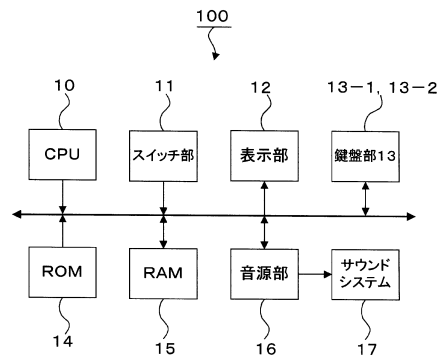 100
10
11
12
13-1, 13-2
CPU
スイッチ部
表示部
鍵盤部13
ROM
RAM
音源部
サウンド
システム
14
15
16
17